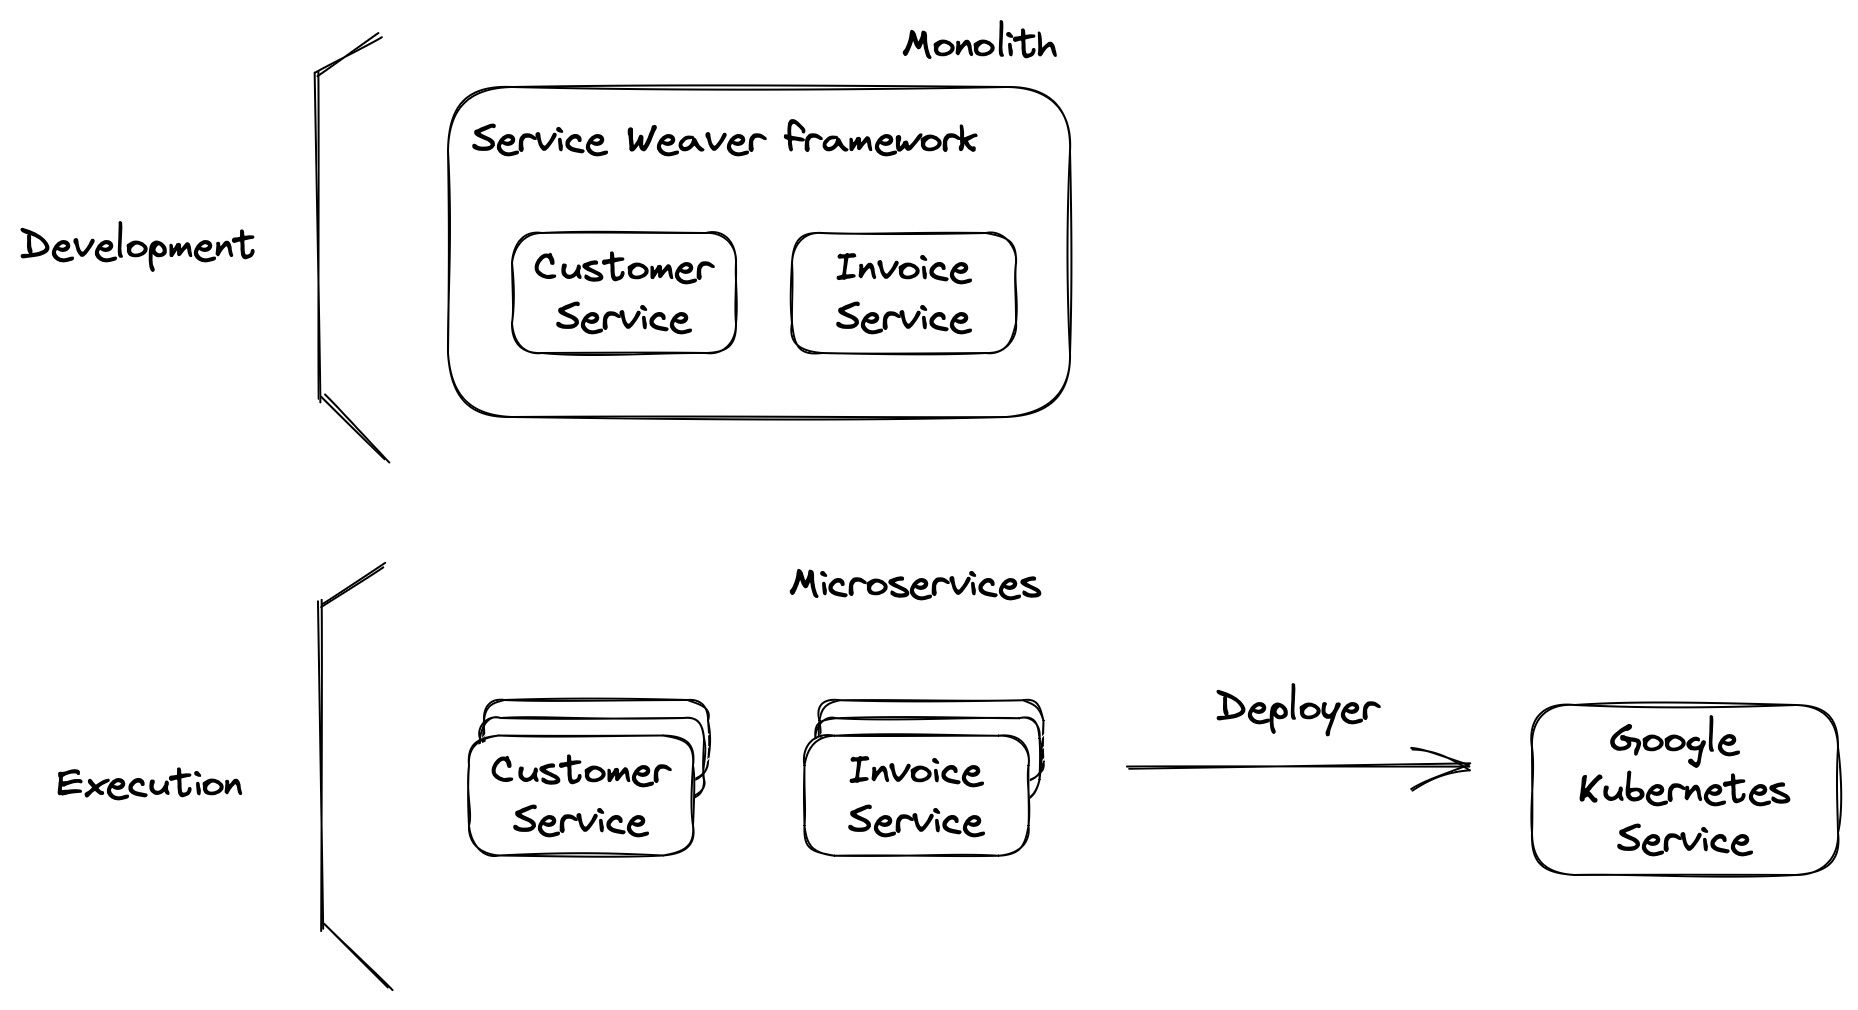 Monolith
Service Weaver framework
Development
Customer
Service
Invoice
Service
Microservices
Execution
Customer
Service
Invoice
Service
Deployer
Google
Kubernetes
Service